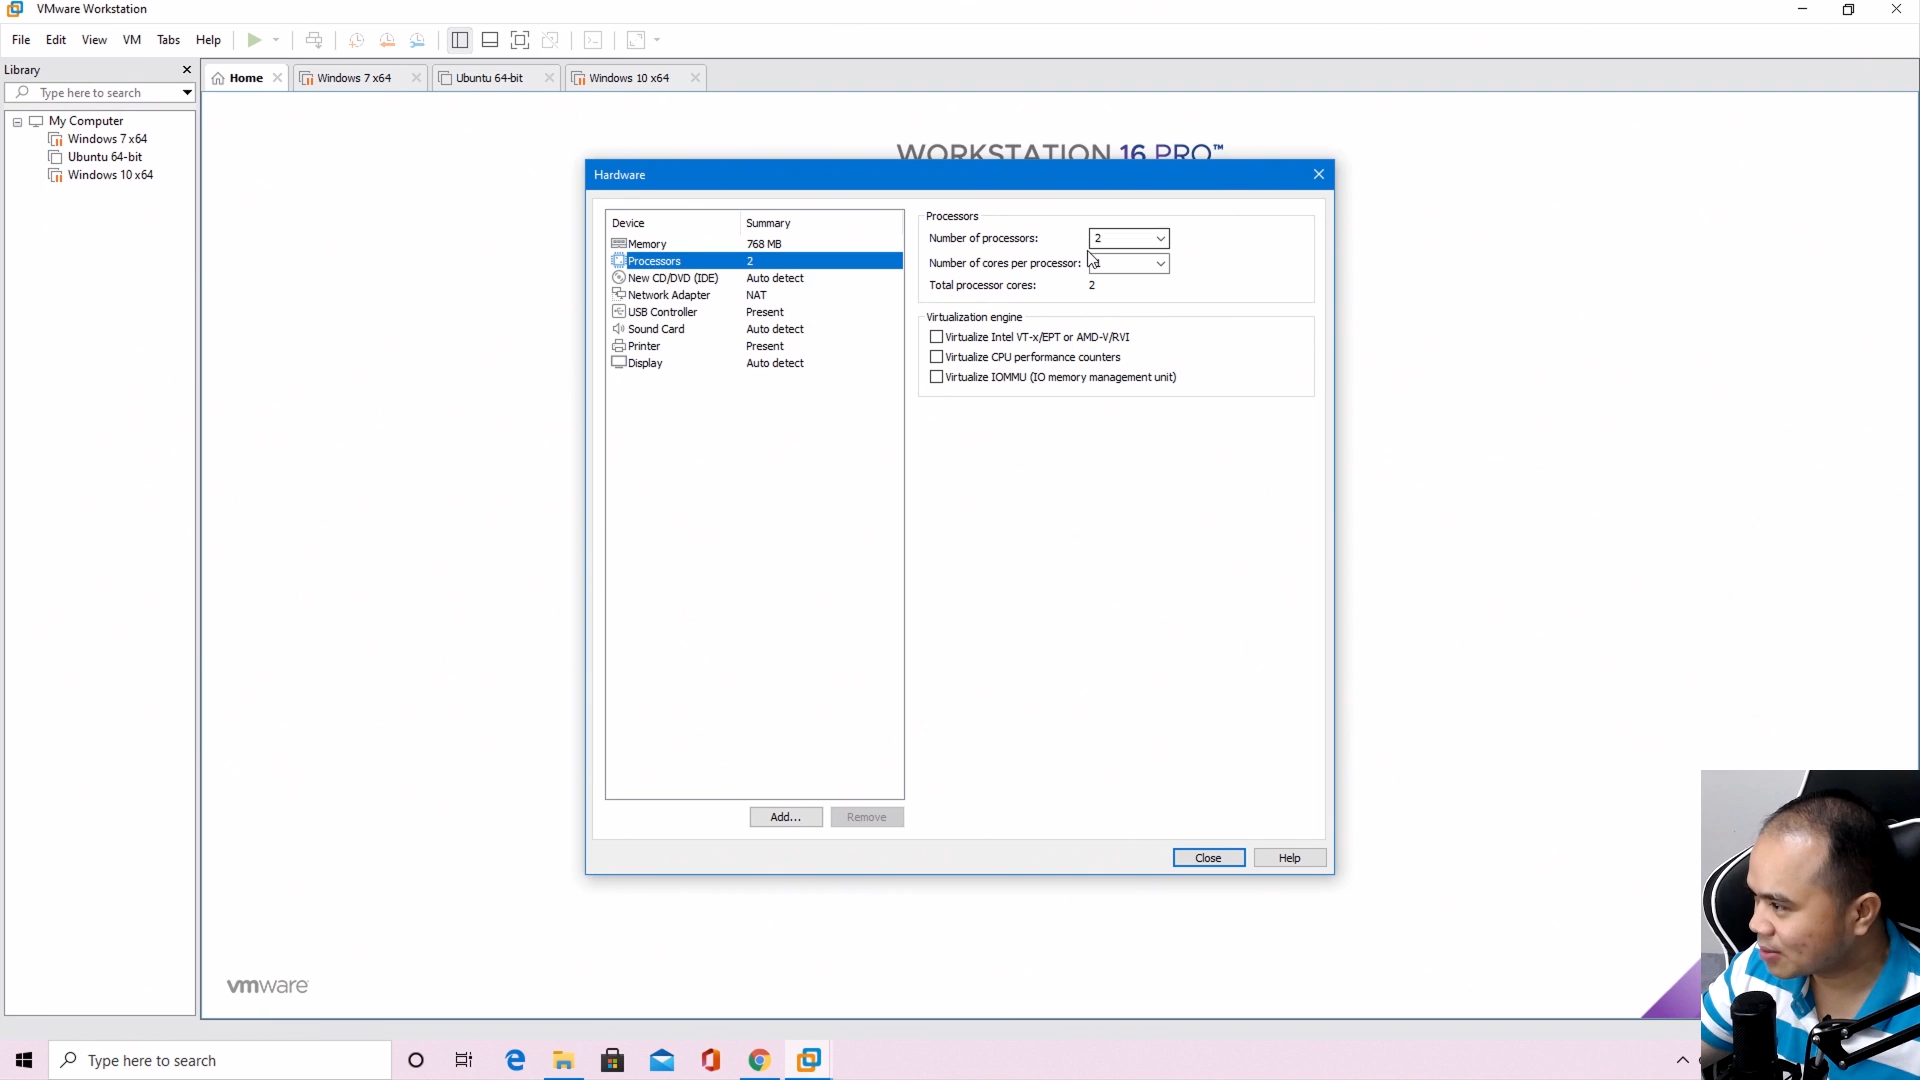 VMware Workstation
File Edit View VM Tabs Help
Library
Type here to search
Home
Windows 7 x64
Ubuntu 64-bit
Windows 10 x64
My Computer
Windows 7 x64
Ubuntu 64-bit
Windows 10 x64
WORKSTATION 16 PRO™
Hardware
Device Summary
Memory 768 MB
Processors 2
New CD/DVD (IDE) Auto detect
Network Adapter NAT
USB Controller Present
Sound Card Auto detect
Printer Present
Display Auto detect
Add... Remove
Processors
Number of processors: 2
Number of cores per processor: 1
Total processor cores: 2
Virtualization engine
Virtualize Intel VT-x/EPT or AMD-V/RVI
Virtualize CPU performance counters
Virtualize IOMMU (IO memory management unit)
Close Help
vmware
Type here to search